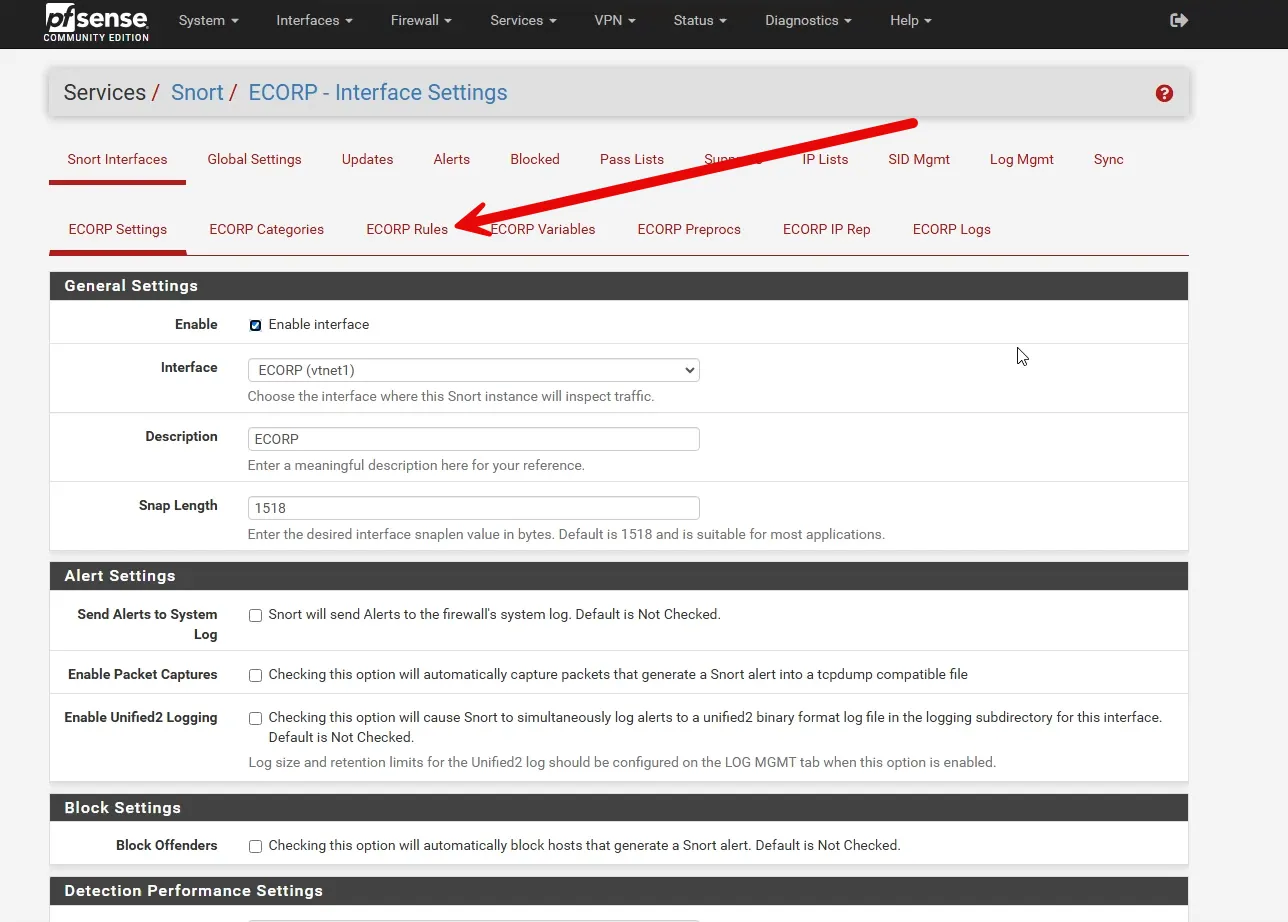 pfsense
COMMUNITY EDITION
System Interfaces Firewall Services VPN Status Diagnostics Help
Services / Snort / ECORP - Interface Settings
?
Snort Interfaces Global Settings Updates Alerts Blocked Pass Lists IP Lists SID Mgmt Log Mgmt Sync
ECORP Settings ECORP Categories ECORP Rules ECORP Variables ECORP Preprocs ECORP IP Rep ECORP Logs
General Settings
Enable Enable interface
Interface ECORP (vtnet1)
Choose the interface where this Snort instance will inspect traffic.
Description ECORP
Enter a meaningful description here for your reference.
Snap Length 1518
Enter the desired interface snaplen value in bytes. Default is 1518 and is suitable for most applications.
Alert Settings
Send Alerts to System Snort will send Alerts to the firewall's system log. Default is Not Checked.
Log
Enable Packet Captures Checking this option will automatically capture packets that generate a Snort alert into a tcpdump compatible file
Enable Unified2 Logging Checking this option will cause Snort to simultaneously log alerts to a unified2 binary format log file in the logging subdirectory for this interface.
Default is Not Checked.
Log size and retention limits for the Unified2 log should be configured on the LOG MGMT tab when this option is enabled.
Block Settings
Block Offenders Checking this option will automatically block hosts that generate a Snort alert. Default is Not Checked.
Detection Performance Settings